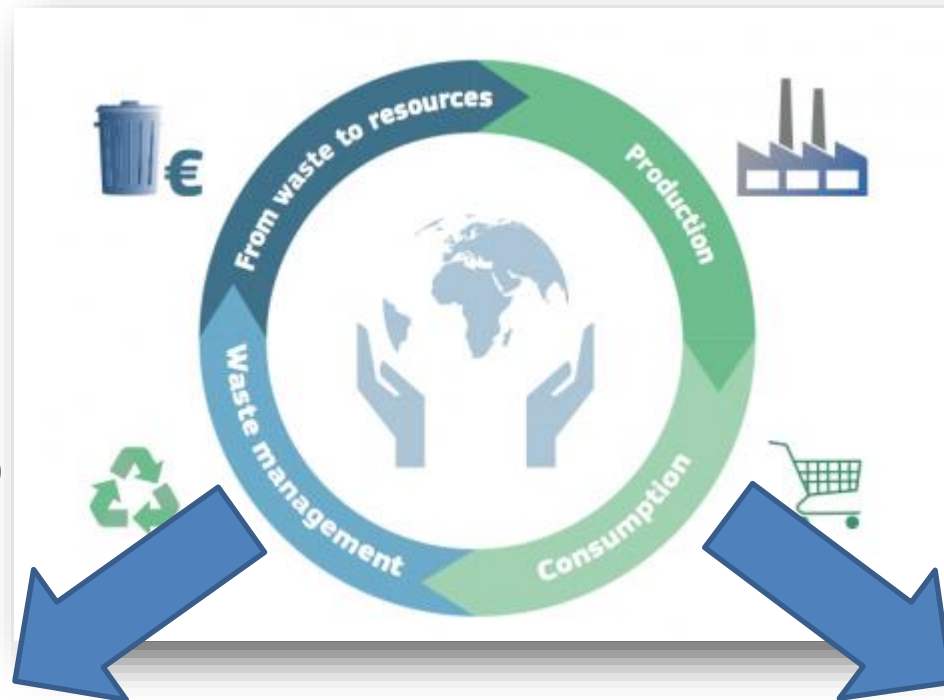 From waste to resources
€
Production
Waste management
Consumption